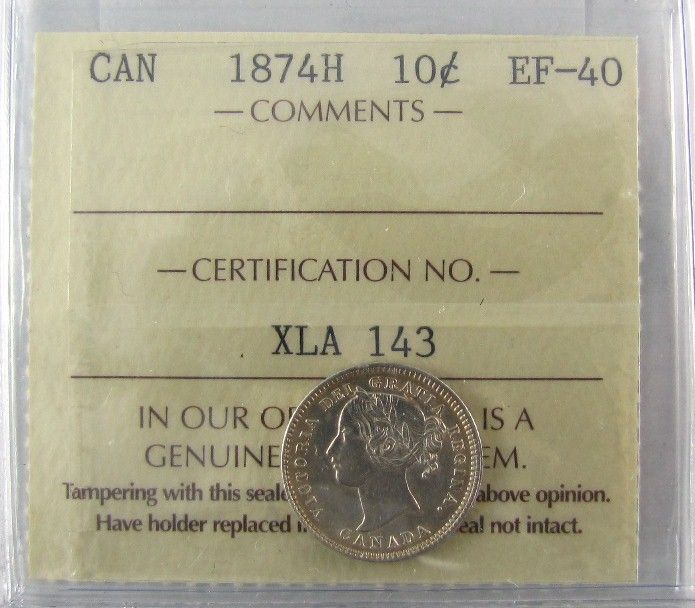 CAN 1874H 10¢ EF-40
— COMMENTS —
— CERTIFICATION NO. —
XLA 143
IN OUR O IS A
GENUINE EM.
Tampering with this seale above opinion.
Have holder replaced i eal not intact.
VICTORIA DEI GRATIA REGINA.
CANADA